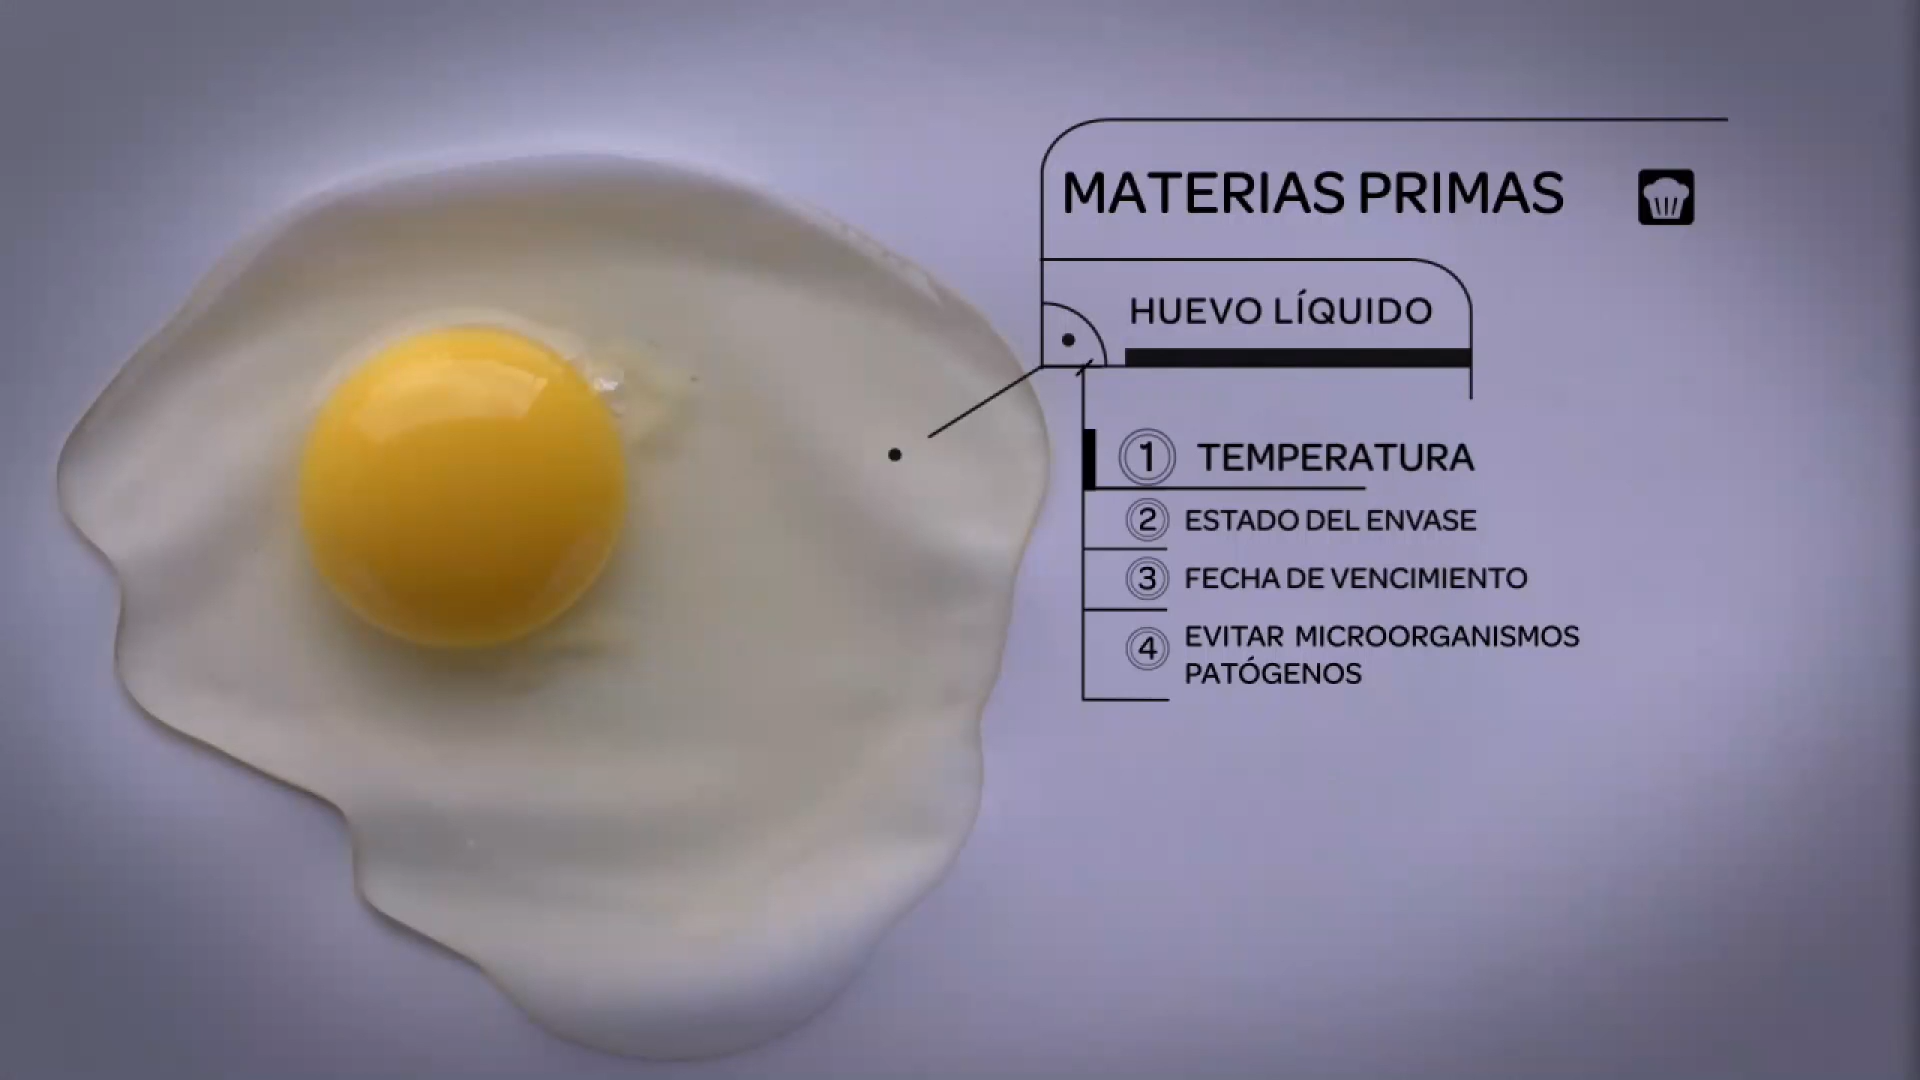 MATERIAS PRIMAS
HUEVO LÍQUIDO
1 TEMPERATURA
2 ESTADO DEL ENVASE
3 FECHA DE VENCIMIENTO
4 EVITAR MICROORGANISMOS
PATÓGENOS